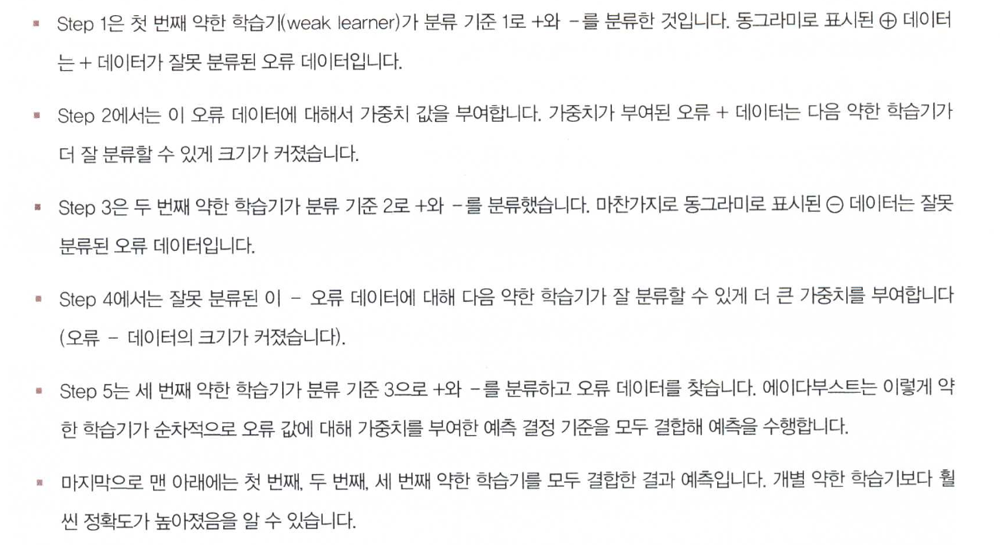 ▪ Step 1은 첫 번째 약한 학습기(weak learner)가 분류 기준 1로 +와 -를 분류한 것입니다. 동그라미로 표시된 ⊕ 데이터
는 + 데이터가 잘못 분류된 오류 데이터입니다.
▪ Step 2에서는 이 오류 데이터에 대해서 가중치 값을 부여합니다. 가중치가 부여된 오류 + 데이터는 다음 약한 학습기가
더 잘 분류할 수 있게 크기가 커졌습니다.
▪ Step 3은 두 번째 약한 학습기가 분류 기준 2로 +와 -를 분류했습니다. 마찬가지로 동그라미로 표시된 ⊖ 데이터는 잘못
분류된 오류 데이터입니다.
▪ Step 4에서는 잘못 분류된 이 - 오류 데이터에 대해 다음 약한 학습기가 잘 분류할 수 있게 더 큰 가중치를 부여합니다
(오류 - 데이터의 크기가 커졌습니다).
▪ Step 5는 세 번째 약한 학습기가 분류 기준 3으로 +와 -를 분류하고 오류 데이터를 찾습니다. 에이다부스트는 이렇게 약
한 학습기가 순차적으로 오류 값에 대해 가중치를 부여한 예측 결정 기준을 모두 결합해 예측을 수행합니다.
▪ 마지막으로 맨 아래에는 첫 번째, 두 번째, 세 번째 약한 학습기를 모두 결합한 결과 예측입니다. 개별 약한 학습기보다 훨
씬 정확도가 높아졌음을 알 수 있습니다.